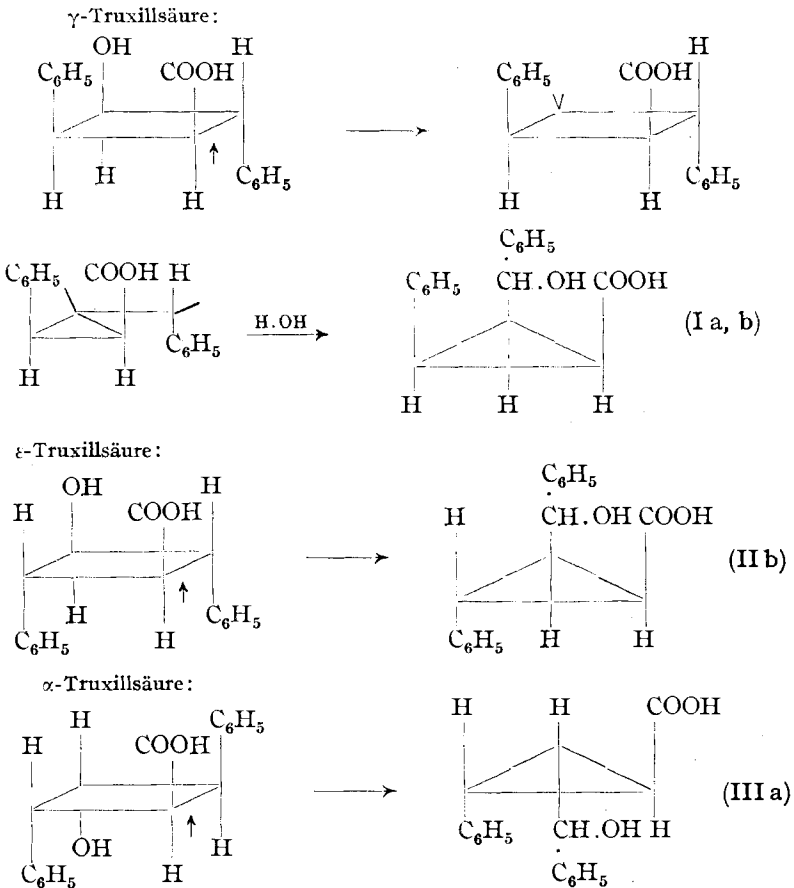 γ-Truxillsäure:
OH H H
C₆H₅ COOH C₆H₅ COOH
V
H C₆H₅ C₆H₅
H H H H
C₆H₅
C₆H₅ COOH H C₆H₅ CH.OH COOH
H.OH (I a, b)
C₆H₅
H H H H H
ε-Truxillsäure:
C₆H₅
OH H
H COOH H CH.OH COOH
(II b)
H C₆H₅
C₆H₅ H C₆H₅ H H
α-Truxillsäure:
H C₆H₅ H H COOH
H COOH
(III a)
OH H C₆H₅ CH.OH H
C₆H₅ H C₆H₅